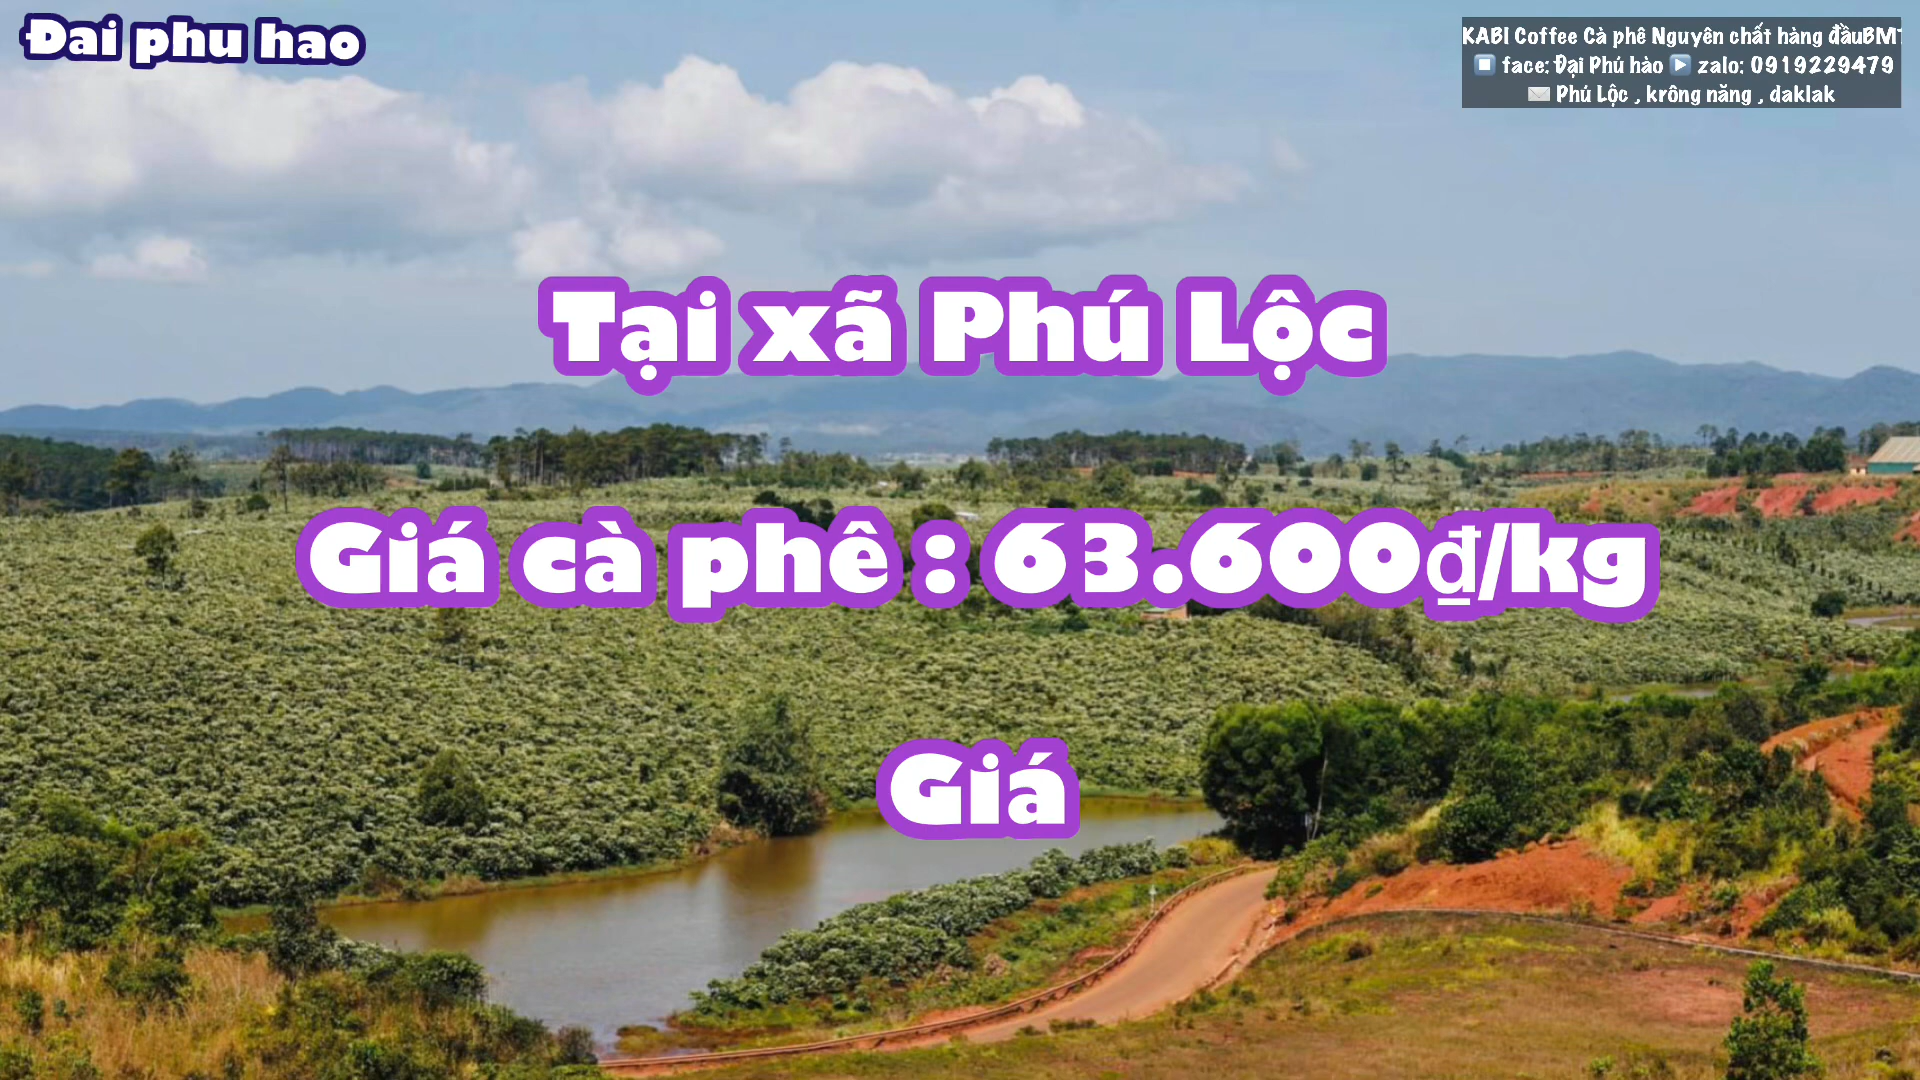 Đai phu hao
KABI Coffee Cà phê Nguyên chất hàng đầuBMT
face: Đại Phú hào zalo: 0919229479
Phú Lộc , krông năng , daklak
Tại xã Phú Lộc
Giá cà phê : 63.600₫/kg
Giá